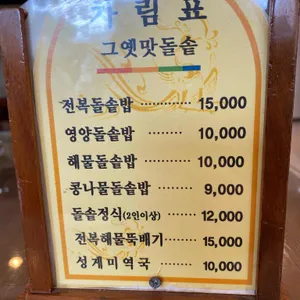 차림표
그옛맛돌솥
전복돌솥밥 ············ 15,000
영양돌솥밥 ········ 10,000
해물돌솥밥 ········ 10,000
콩나물돌솥밥 ······· 9,000
돌솥정식(2인이상) ······· 12,000
전복해물뚝배기 ······· 15,000
성게미역국 ······· 10,000